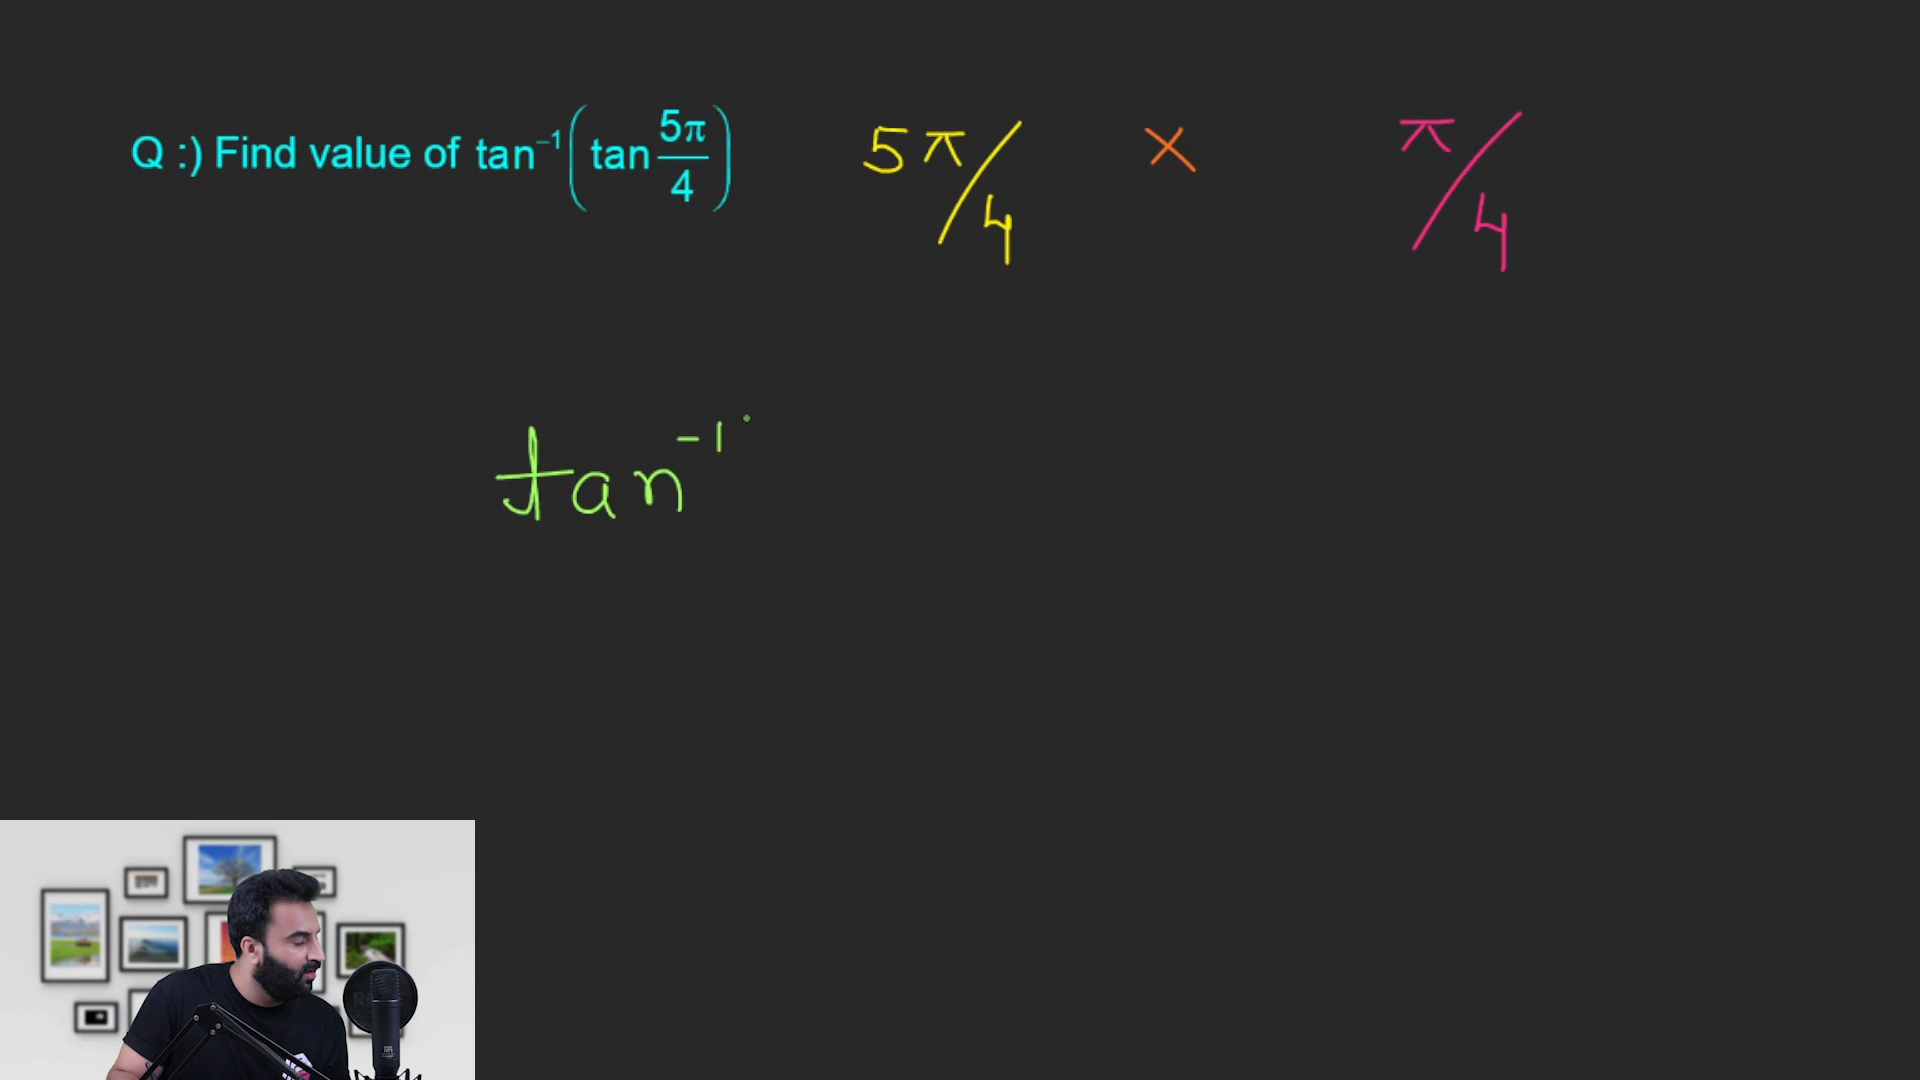 Q :) Find value of tan⁻¹(tan 5π/4) 5π/4 × π/4
tan⁻¹